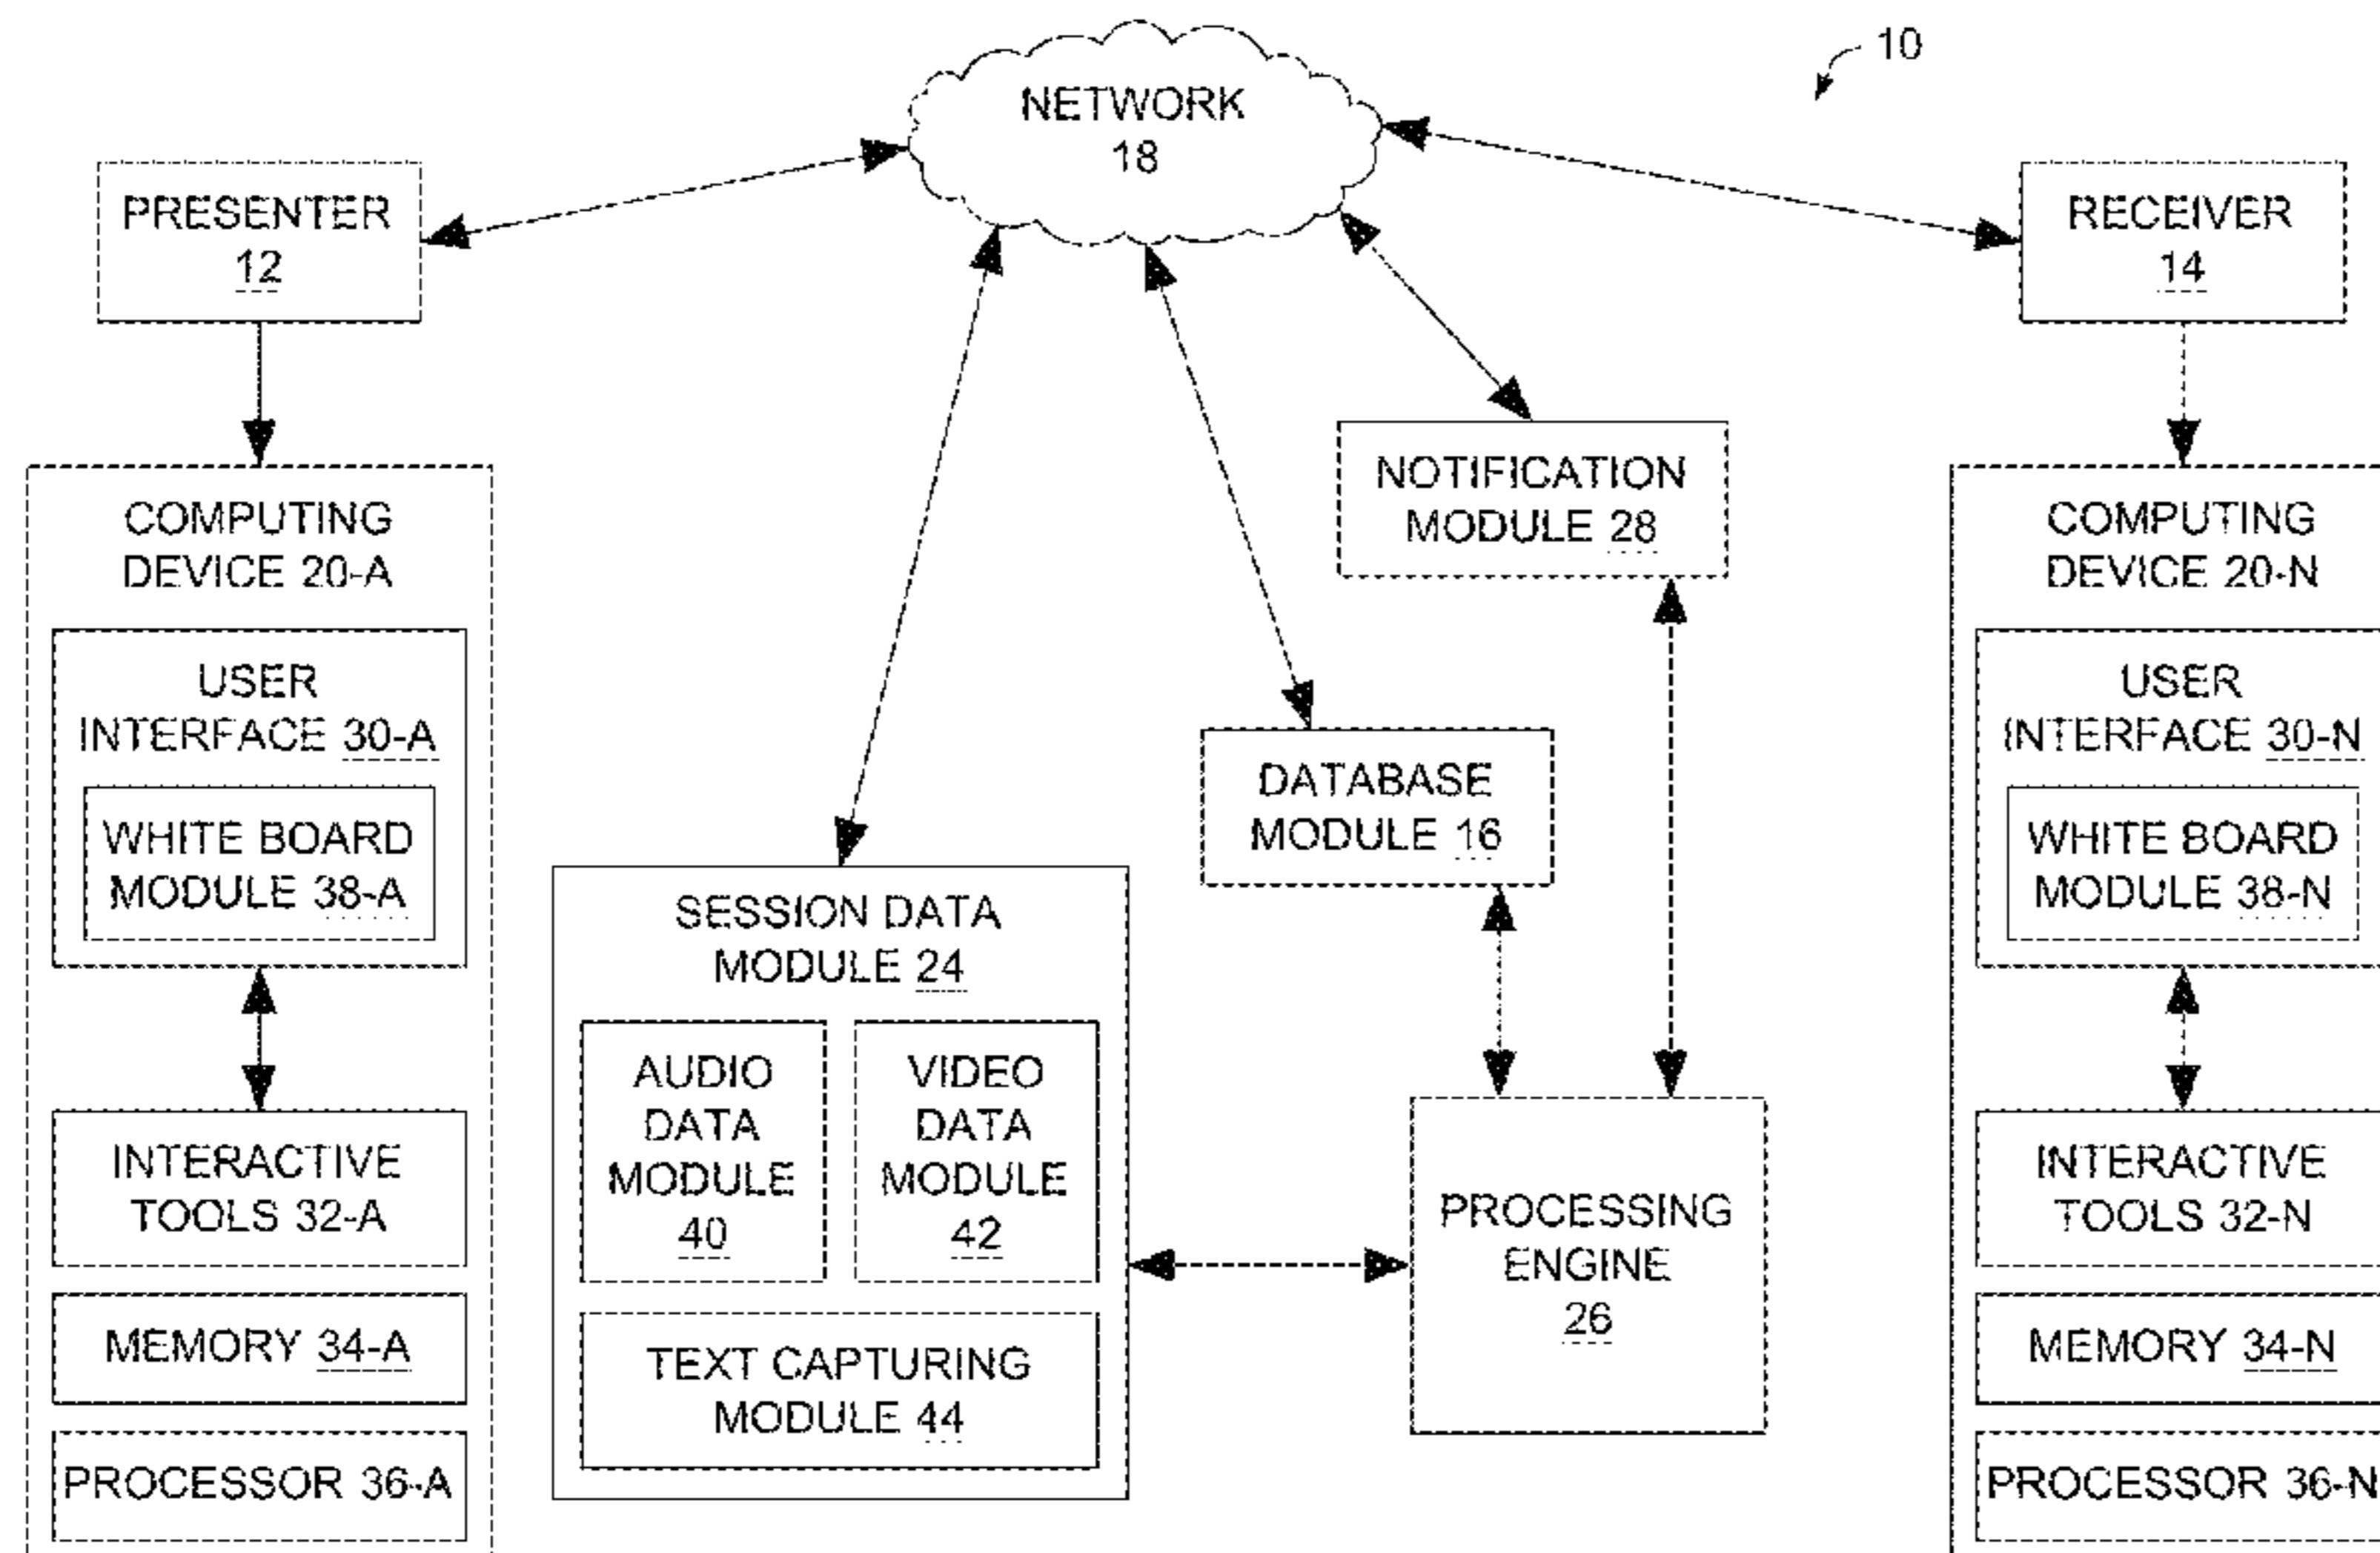 10
NETWORK
18
PRESENTER
12
RECEIVER
14
NOTIFICATION
MODULE 28
COMPUTING
DEVICE 20-A
USER
INTERFACE 30-A
WHITE BOARD
MODULE 38-A
INTERACTIVE
TOOLS 32-A
MEMORY 34-A
PROCESSOR 36-A
DATABASE
MODULE 16
SESSION DATA
MODULE 24
AUDIO
DATA
MODULE
40
VIDEO
DATA
MODULE
42
TEXT CAPTURING
MODULE 44
PROCESSING
ENGINE
26
COMPUTING
DEVICE 20-N
USER
INTERFACE 30-N
WHITE BOARD
MODULE 38-N
INTERACTIVE
TOOLS 32-N
MEMORY 34-N
PROCESSOR 36-N